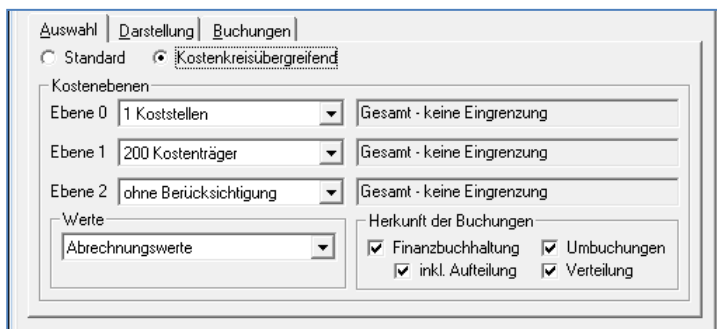 Auswahl Darstellung Buchungen
Standard Kostenkreisübergreifend
Kostenebenen
Ebene 0 1 Koststellen Gesamt - keine Eingrenzung
Ebene 1 200 Kostenträger Gesamt - keine Eingrenzung
Ebene 2 ohne Berücksichtigung Gesamt - keine Eingrenzung
Werte Herkunft der Buchungen
Abrechnungswerte Finanzbuchhaltung Umbuchungen
inkl. Aufteilung Verteilung